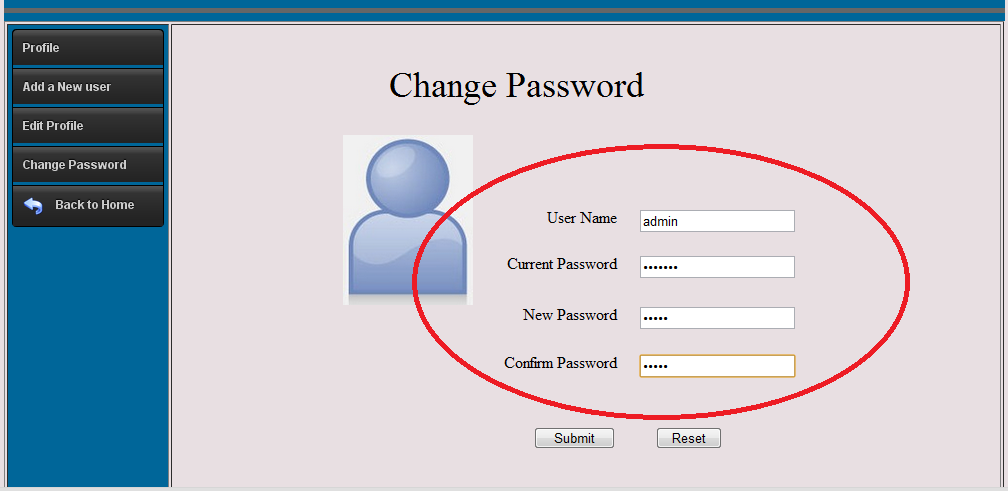 Profile
Add a New user
Edit Profile
Change Password
Back to Home
Change Password
User Name admin
Current Password •••••••
New Password •••••
Confirm Password •••••
Submit Reset